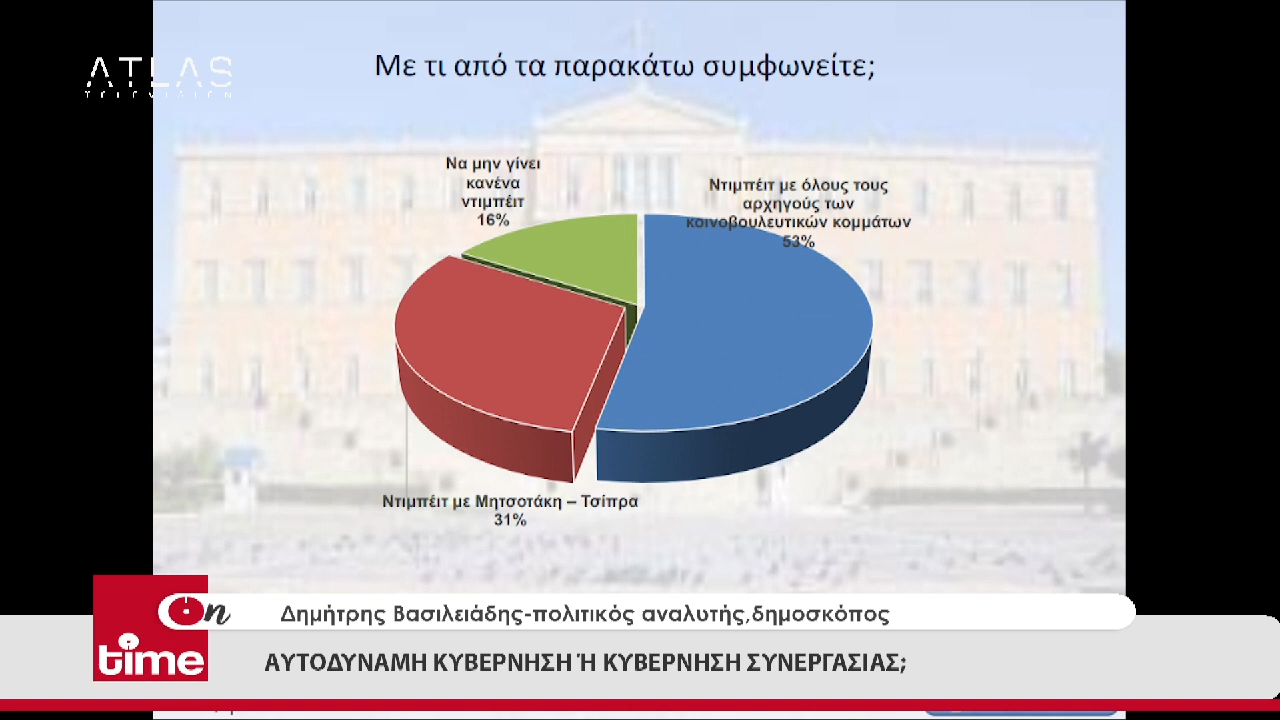 Με τι από τα παρακάτω συμφωνείτε;
ATLAS
TELEVISION
Να μην γίνει
κανένα
ντιμπέιτ
16%
Ντιμπέιτ με όλους τους
αρχηγούς των
κοινοβουλευτικών κομμάτων
53%
Ντιμπέιτ με Μητσοτάκη – Τσίπρα
31%
On
time
Δημήτρης Βασιλειάδης-πολιτικός αναλυτής,δημοσκόπος
ΑΥΤΟΔΥΝΑΜΗ ΚΥΒΕΡΝΗΣΗ Ή ΚΥΒΕΡΝΗΣΗ ΣΥΝΕΡΓΑΣΙΑΣ;